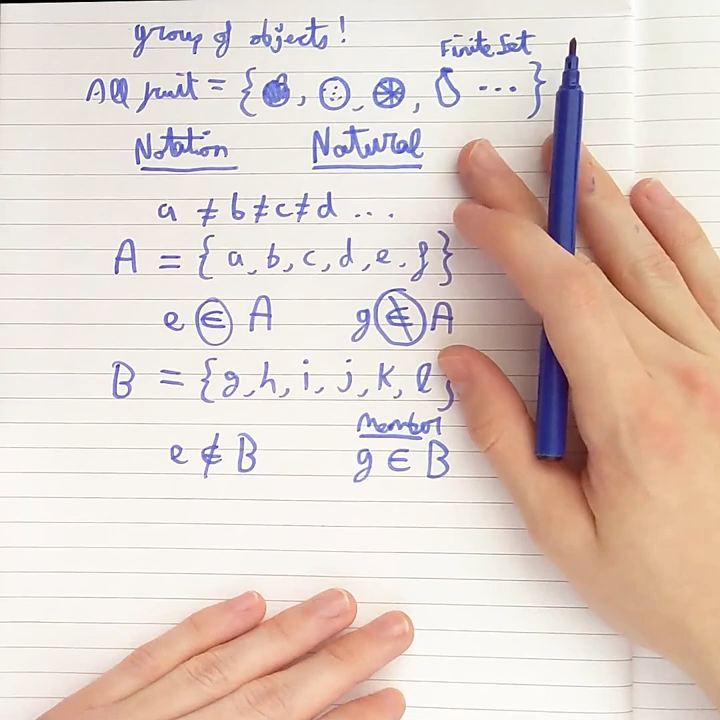 group of objects!
Finite Set
All fruit = { , , , ... }
Notation Natural
a ≠ b ≠ c ≠ d ...
A = { a, b, c, d, e, f }
e ∈ A g ∉ A
B = { g, h, i, j, k, l }
Member
e ∉ B g ∈ B